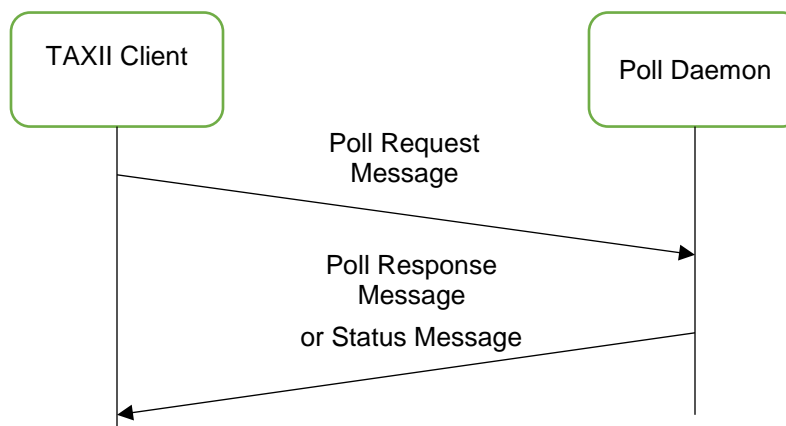 TAXII Client
Poll Daemon
Poll Request
Message
Poll Response
Message
or Status Message